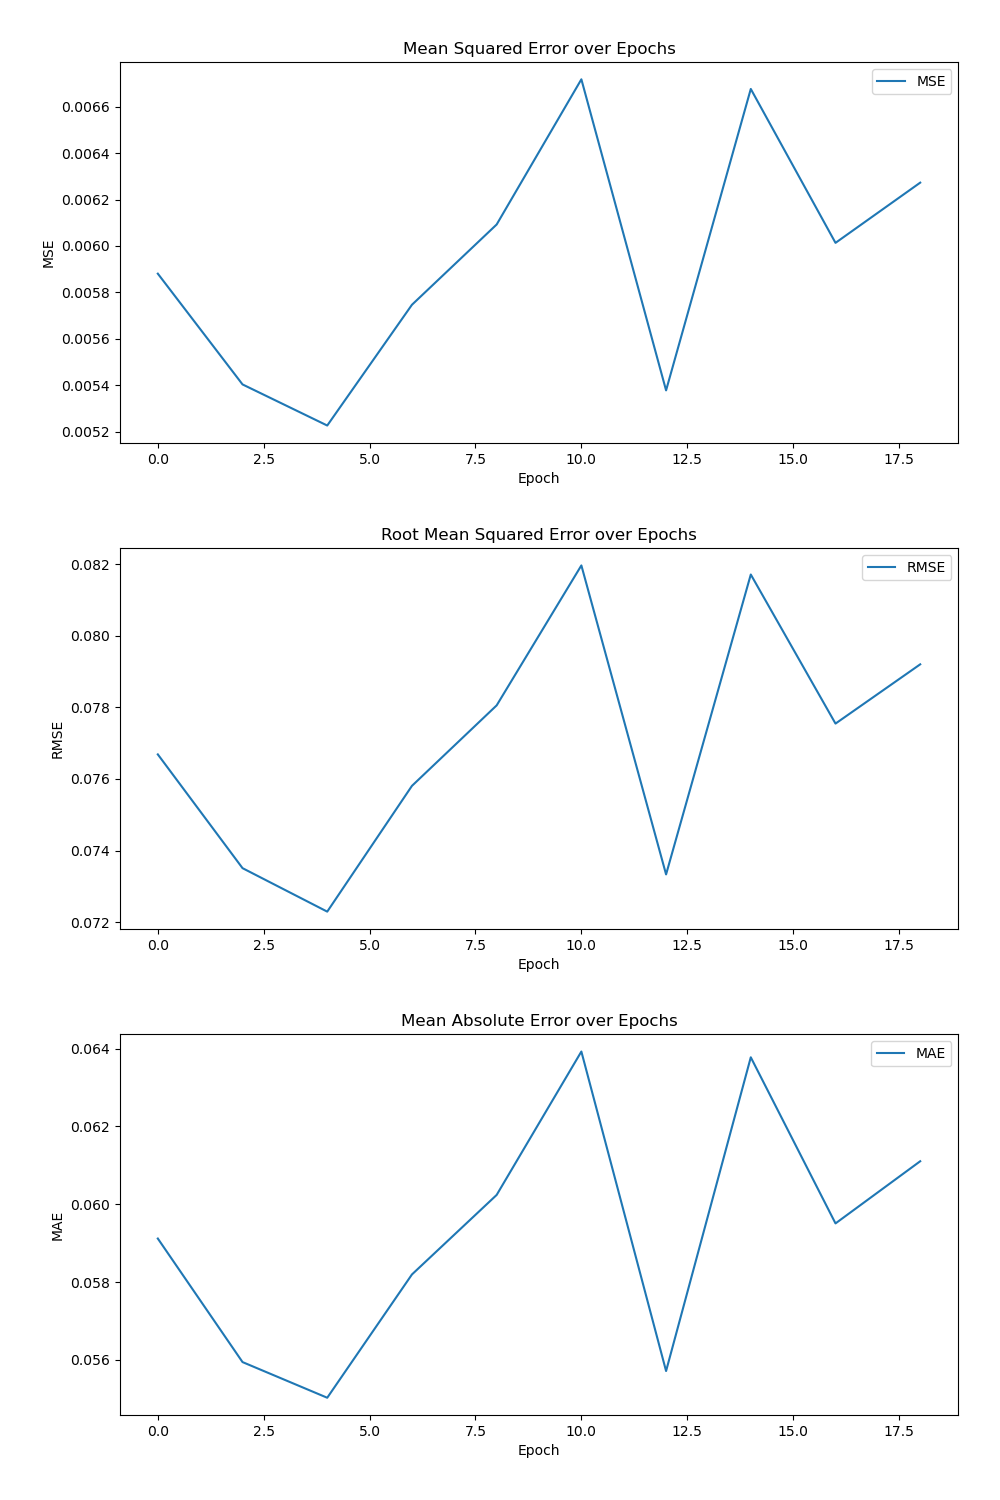 Mean Squared Error over Epochs
MSE
0.0066
0.0064
0.0062
0.0060
0.0058
0.0056
0.0054
0.0052
MSE
0.0 2.5 5.0 7.5 10.0 12.5 15.0 17.5
Epoch
Root Mean Squared Error over Epochs
RMSE
0.082
0.080
0.078
0.076
0.074
0.072
RMSE
0.0 2.5 5.0 7.5 10.0 12.5 15.0 17.5
Epoch
Mean Absolute Error over Epochs
MAE
0.064
0.062
0.060
0.058
0.056
MAE
0.0 2.5 5.0 7.5 10.0 12.5 15.0 17.5
Epoch